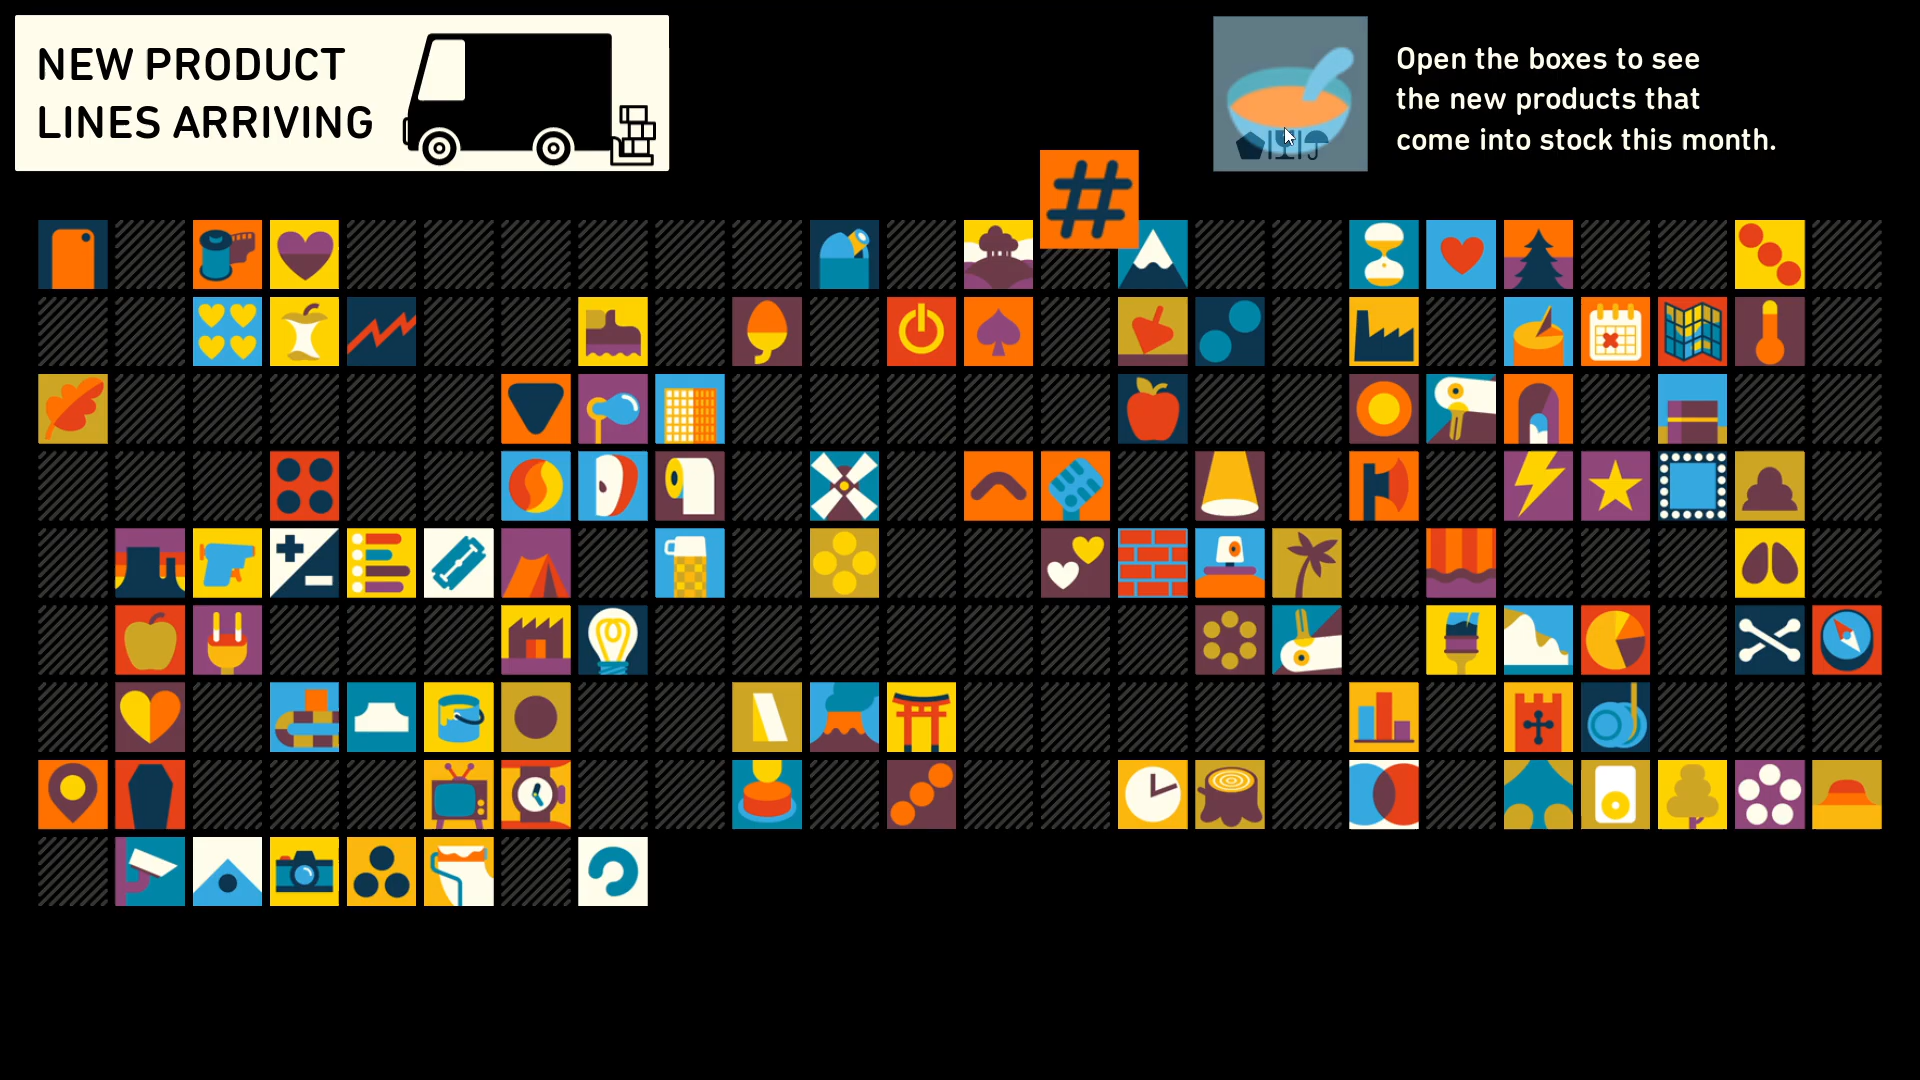 NEW PRODUCT
LINES ARRIVING
Open the boxes to see
the new products that
come into stock this month.
#